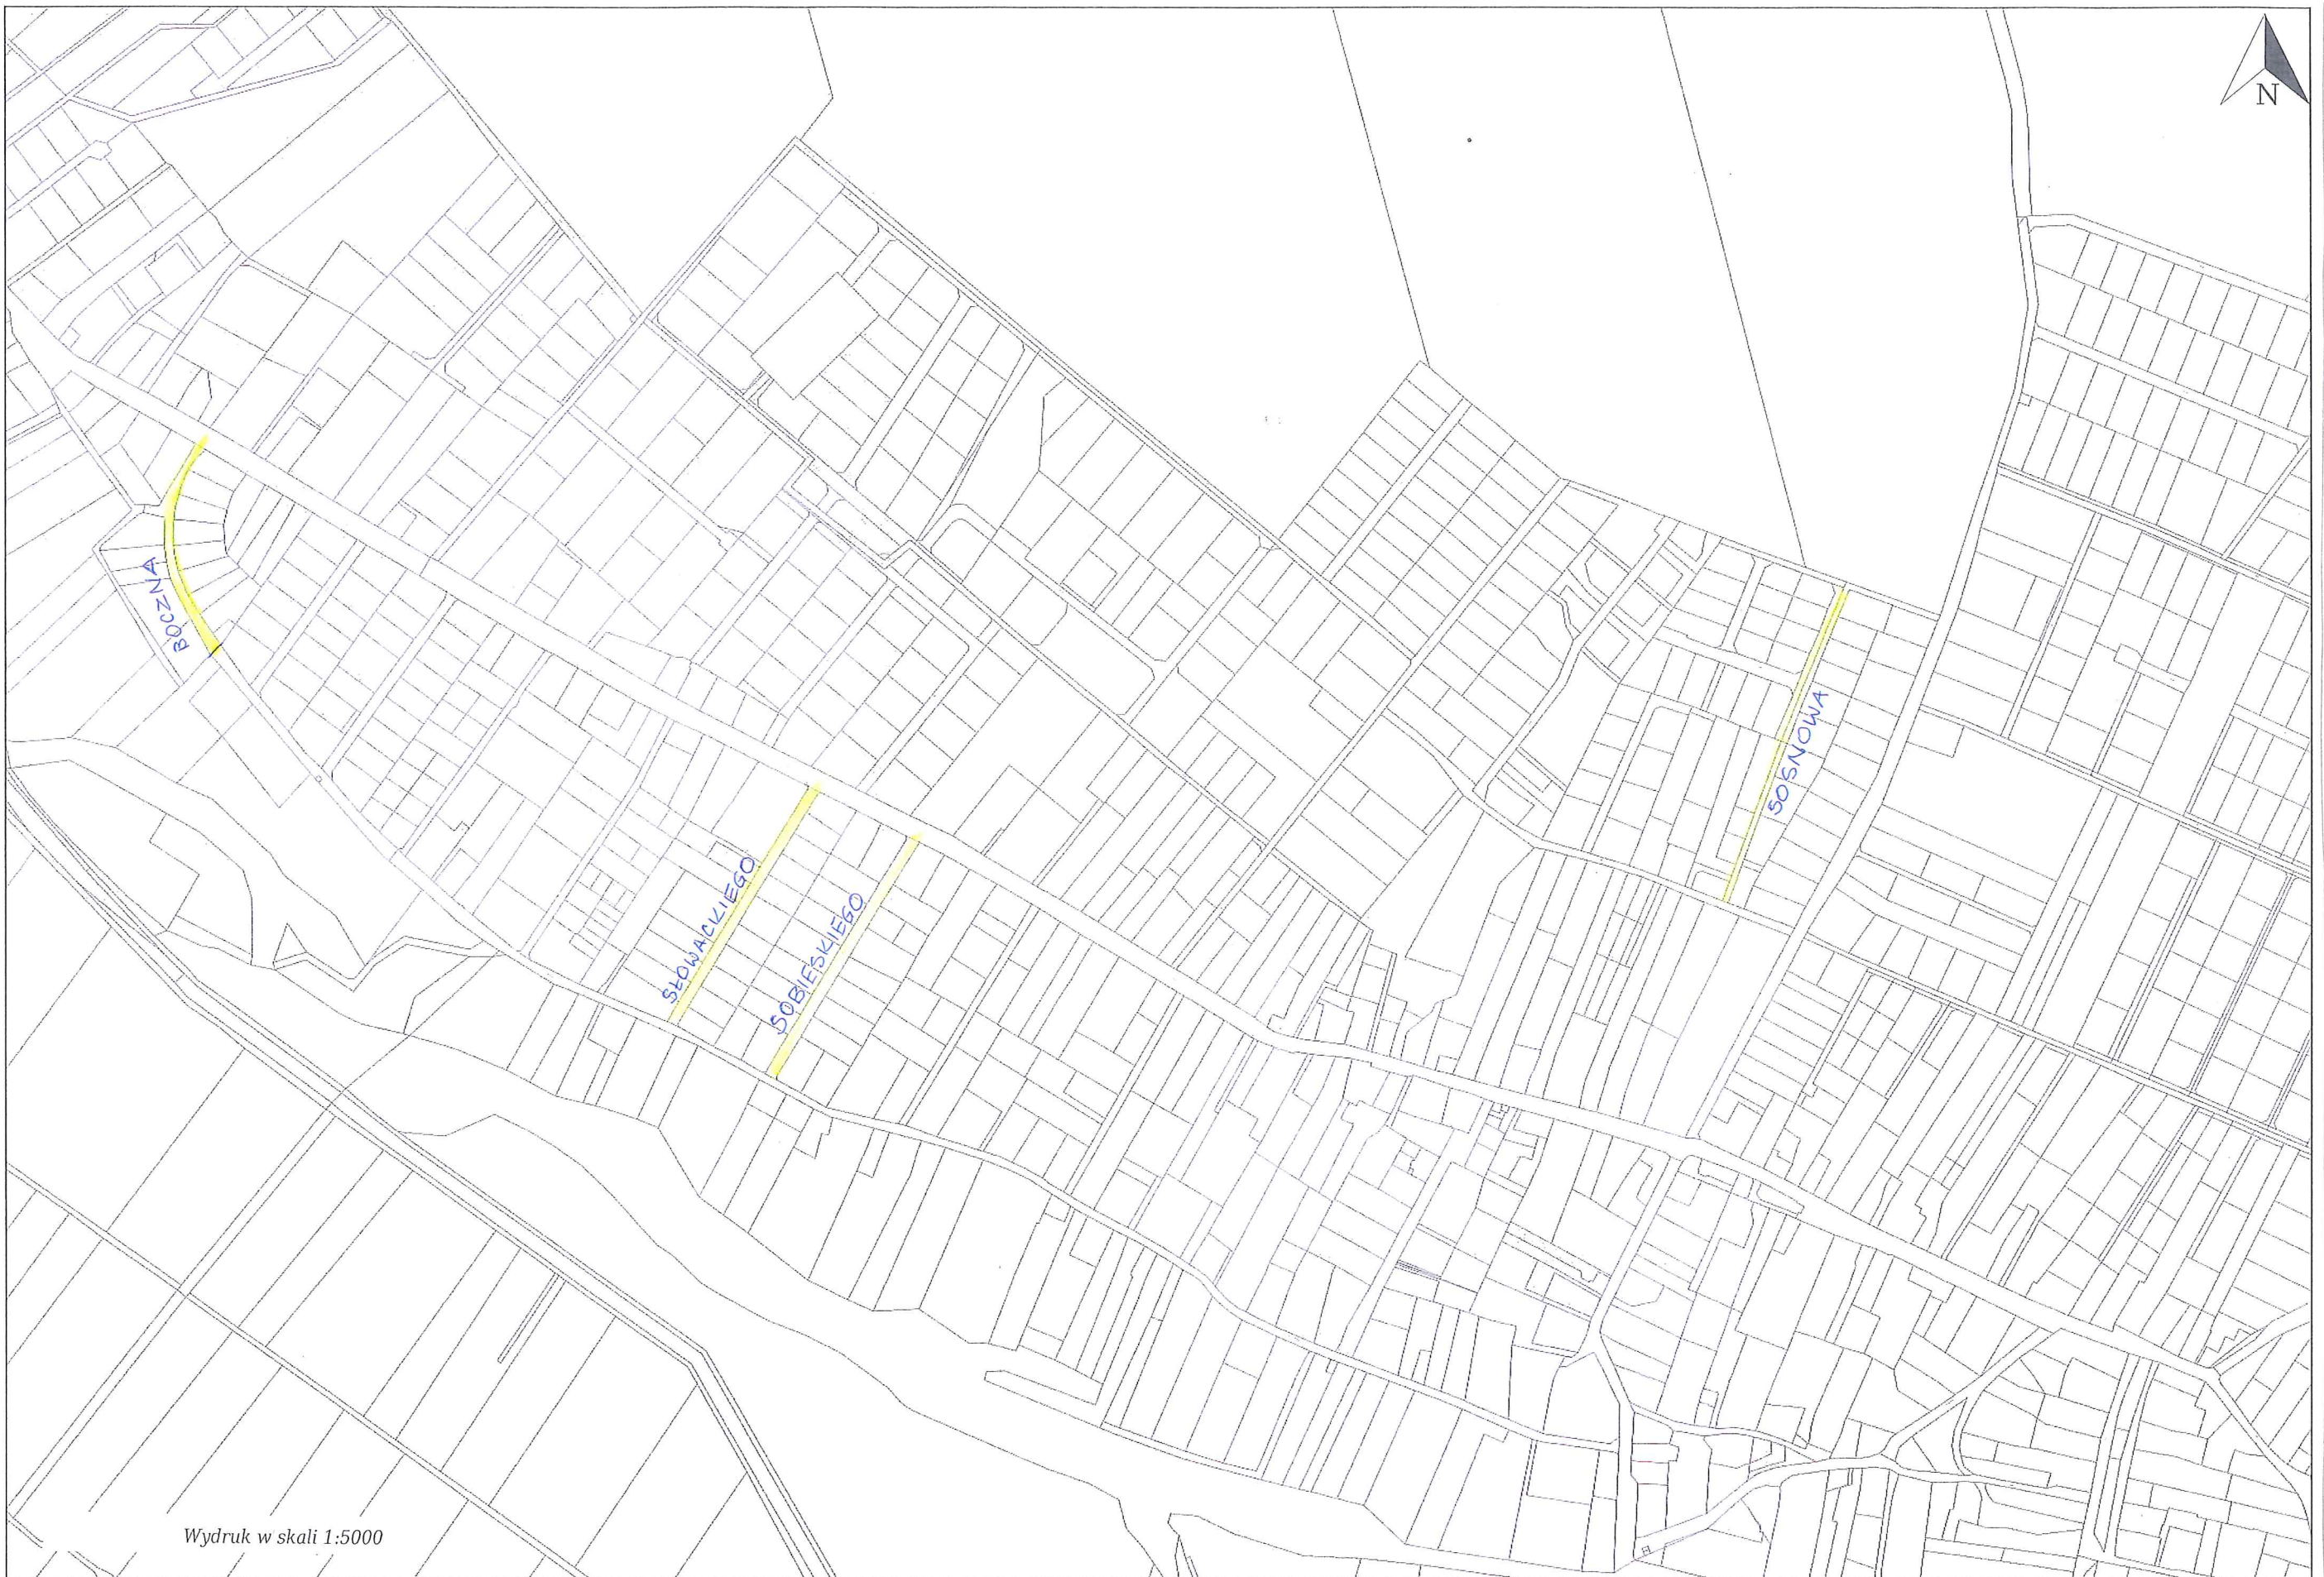 N
BOCZNA
SOSNOWA
SŁOWACKIEGO
SOBIESKIEGO
Wydruk w skali 1:5000